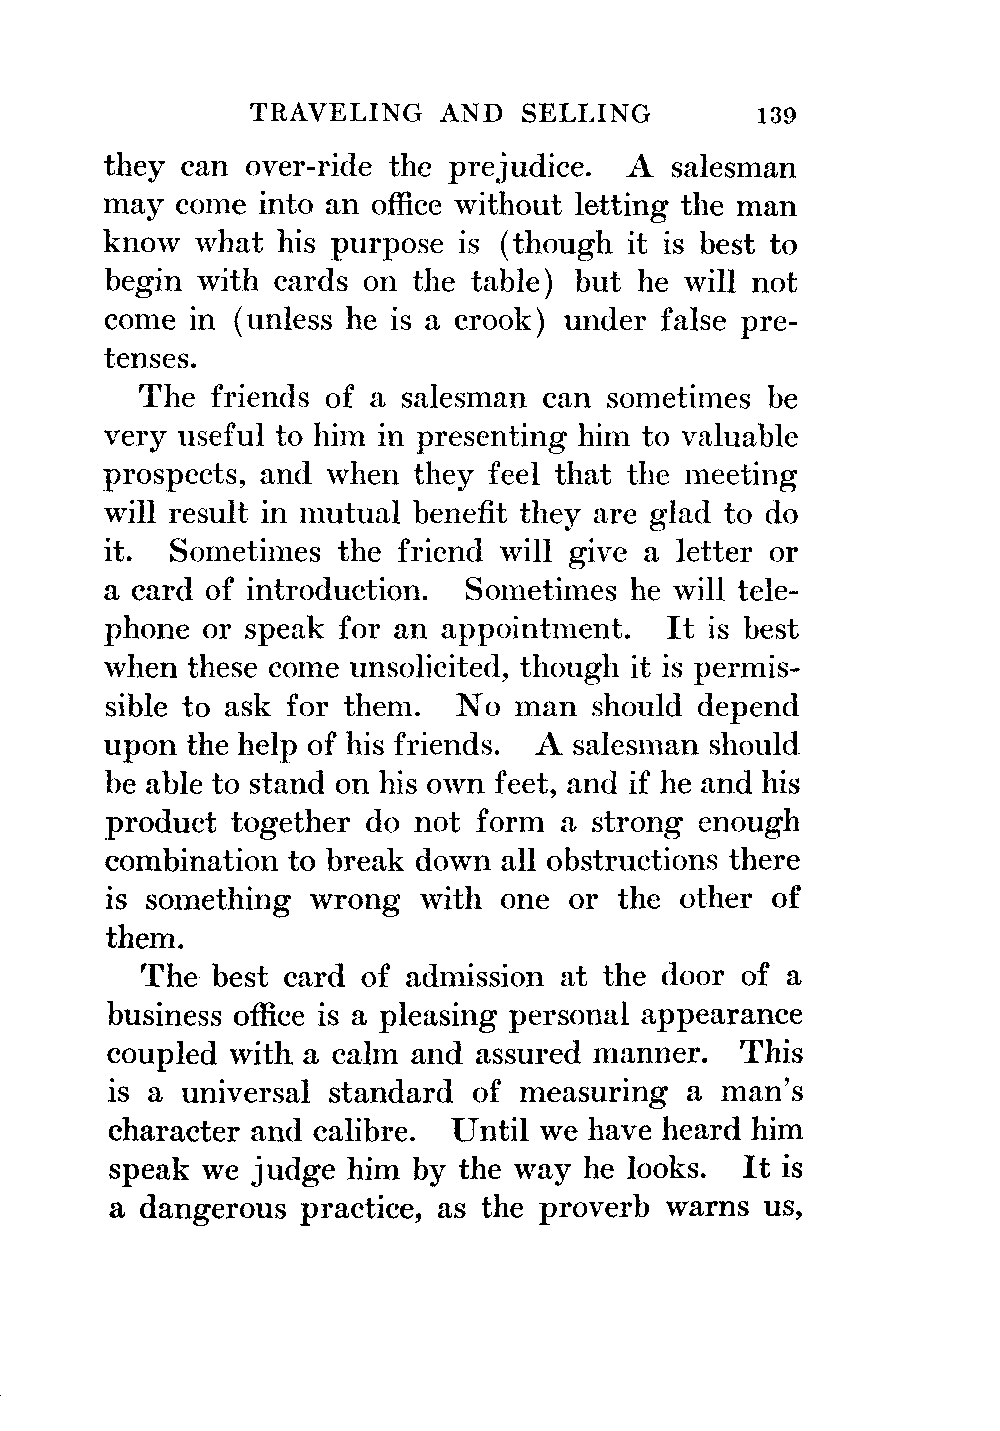 TRAVELING AND SELLING 139
they can over-ride the prejudice. A salesman
may come into an office without letting the man
know what his purpose is (though it is best to
begin with cards on the table) but he will not
come in (unless he is a crook) under false pre-
tenses.
The friends of a salesman can sometimes be
very useful to him in presenting him to valuable
prospects, and when they feel that the meeting
will result in mutual benefit they are glad to do
it. Sometimes the friend will give a letter or
a card of introduction. Sometimes he will tele-
phone or speak for an appointment. It is best
when these come unsolicited, though it is permis-
sible to ask for them. No man should depend
upon the help of his friends. A salesman should
be able to stand on his own feet, and if he and his
product together do not form a strong enough
combination to break down all obstructions there
is something wrong with one or the other of
them.
The best card of admission at the door of a
business office is a pleasing personal appearance
coupled with a calm and assured manner. This
is a universal standard of measuring a man's
character and calibre. Until we have heard him
speak we judge him by the way he looks. It is
a dangerous practice, as the proverb warns us,